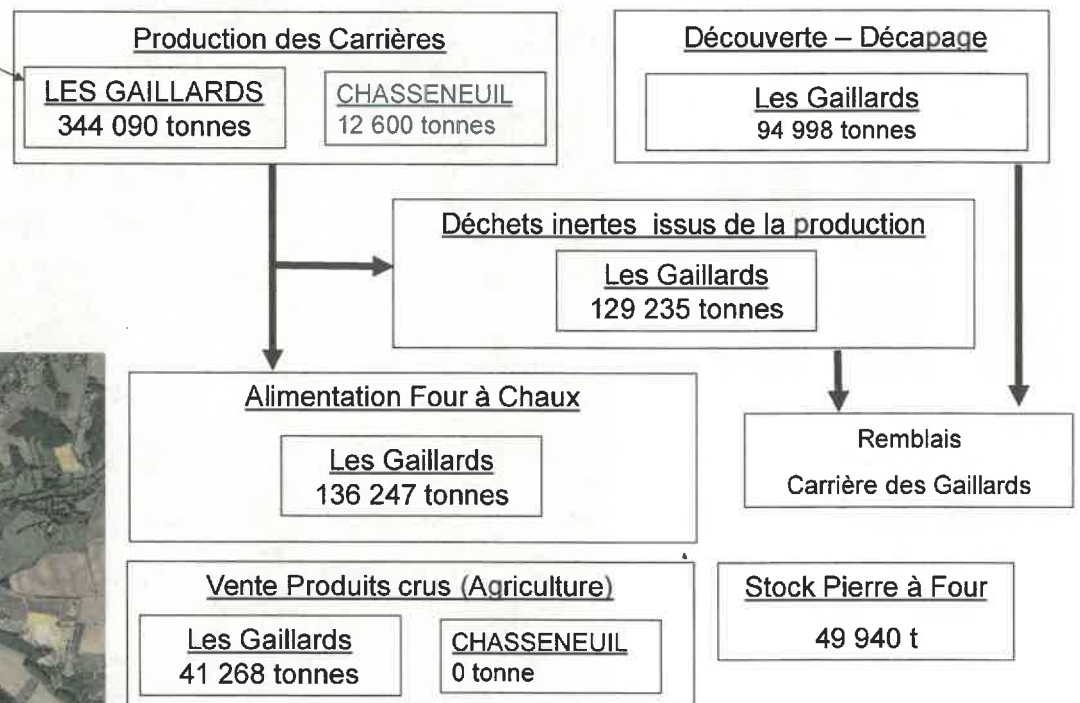 Production des Carrières
LES GAILLARDS
344 090 tonnes
CHASSENEUIL
12 600 tonnes
Découverte – Décapage
Les Gaillards
94 998 tonnes
Déchets inertes issus de la production
Les Gaillards
129 235 tonnes
Alimentation Four à Chaux
Les Gaillards
136 247 tonnes
Remblais
Carrière des Gaillards
Vente Produits crus (Agriculture)
Les Gaillards
41 268 tonnes
CHASSENEUIL
0 tonne
Stock Pierre à Four
49 940 t